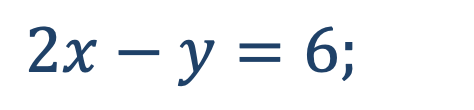 2x − y = 6;